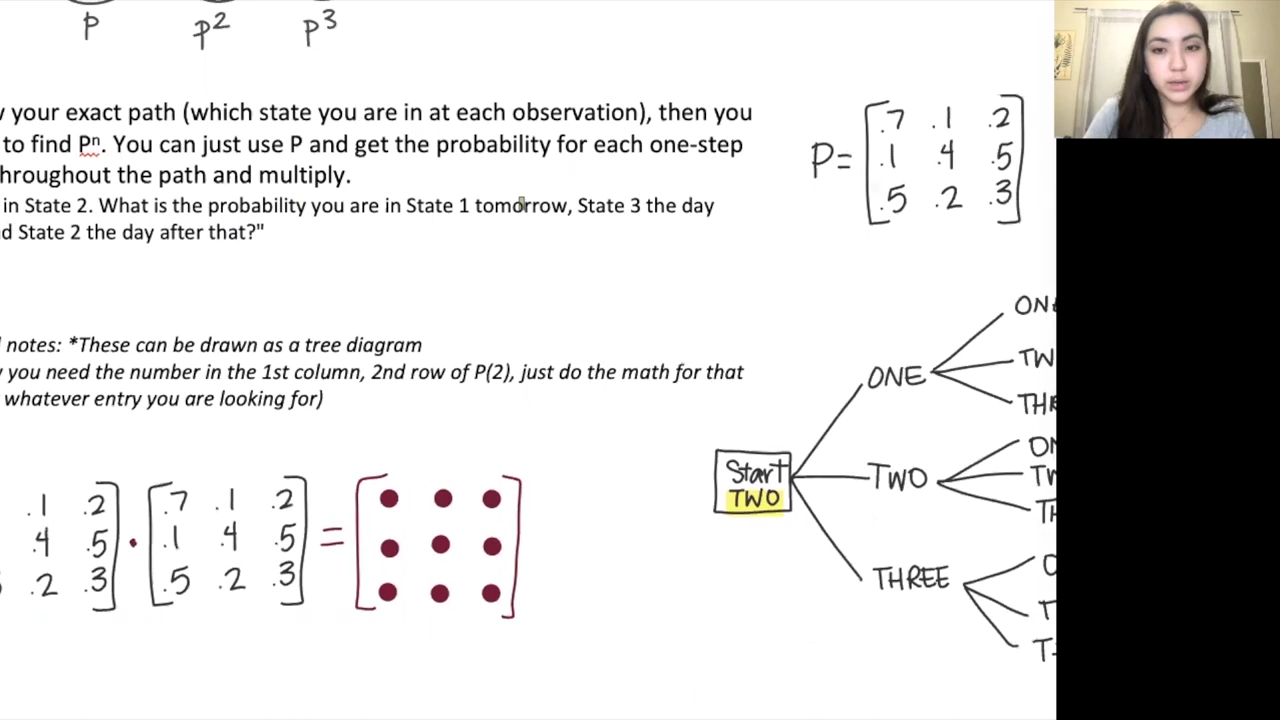 P P² P³
your exact path (which state you are in at each observation), then you
to find Pⁿ. You can just use P and get the probability for each one-step
hroughout the path and multiply.
in State 2. What is the probability you are in State 1 tomorrow, State 3 the day
d State 2 the day after that?"
P= [ .7 .1 .2
.1 .4 .5
.5 .2 .3 ]
notes: *These can be drawn as a tree diagram
you need the number in the 1st column, 2nd row of P(2), just do the math for that
whatever entry you are looking for)
.1 .2 ] · [ .7 .1 .2 ] = [ ]
.4 .5 .1 .4 .5
.2 .3 .5 .2 .3
Start
TWO
ONE
TWO
THREE
ON
TW
THR
ON
TW
TH
O
T
T